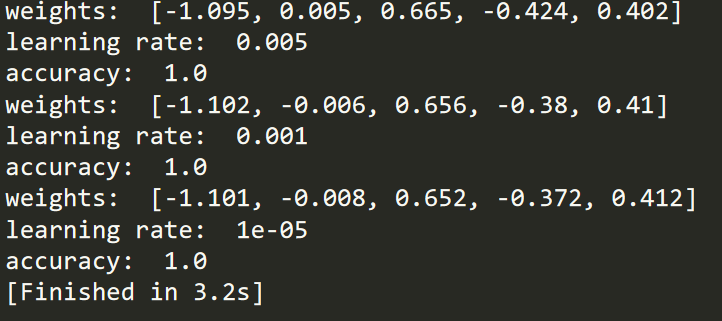 weights:  [-1.095, 0.005, 0.665, -0.424, 0.402]
learning rate:  0.005
accuracy:  1.0
weights:  [-1.102, -0.006, 0.656, -0.38, 0.41]
learning rate:  0.001
accuracy:  1.0
weights:  [-1.101, -0.008, 0.652, -0.372, 0.412]
learning rate:  1e-05
accuracy:  1.0
[Finished in 3.2s]